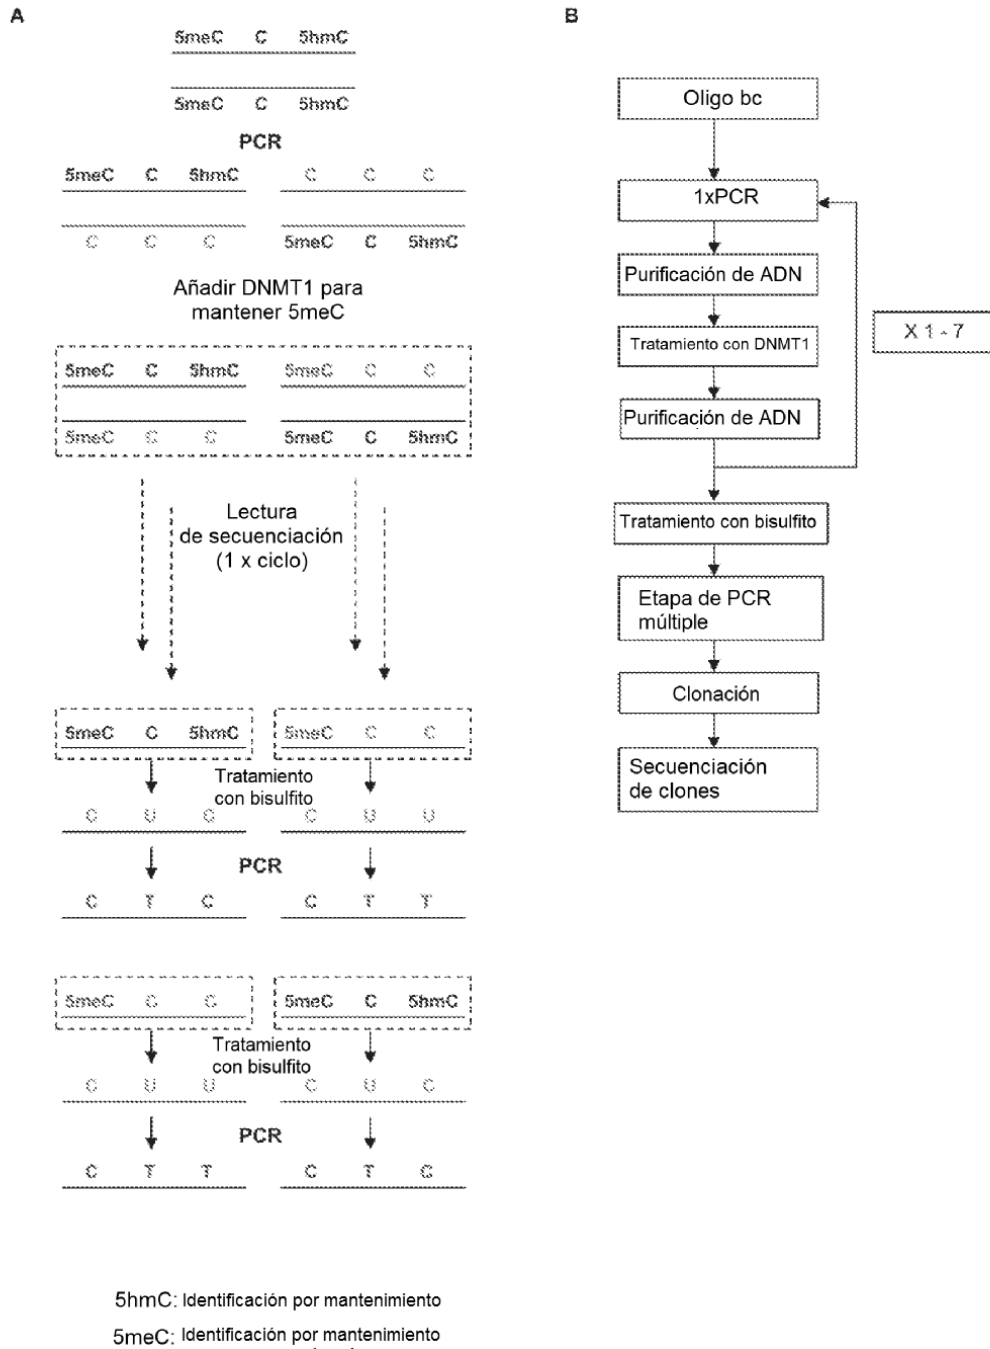 A
5meC C 5hmC
5meC C 5hmC
PCR
5meC C 5hmC C C C
C C C 5meC C 5hmC
Añadir DNMT1 para
mantener 5meC
5meC C 5hmC 5meC C C
5meC C C 5meC C 5hmC
Lectura
de secuenciación
(1 x ciclo)
5meC C 5hmC 5meC C C
Tratamiento
con bisulfito
C U C C U U
PCR
C T C C T T
5meC C C 5meC C 5hmC
Tratamiento
con bisulfito
C U U C U C
PCR
C T T C T C
5hmC: Identificación por mantenimiento
5meC: Identificación por mantenimiento
B
Oligo bc
1xPCR
Purificación de ADN
Tratamiento con DNMT1
Purificación de ADN
X 1 - 7
Tratamiento con bisulfito
Etapa de PCR
múltiple
Clonación
Secuenciación
de clones